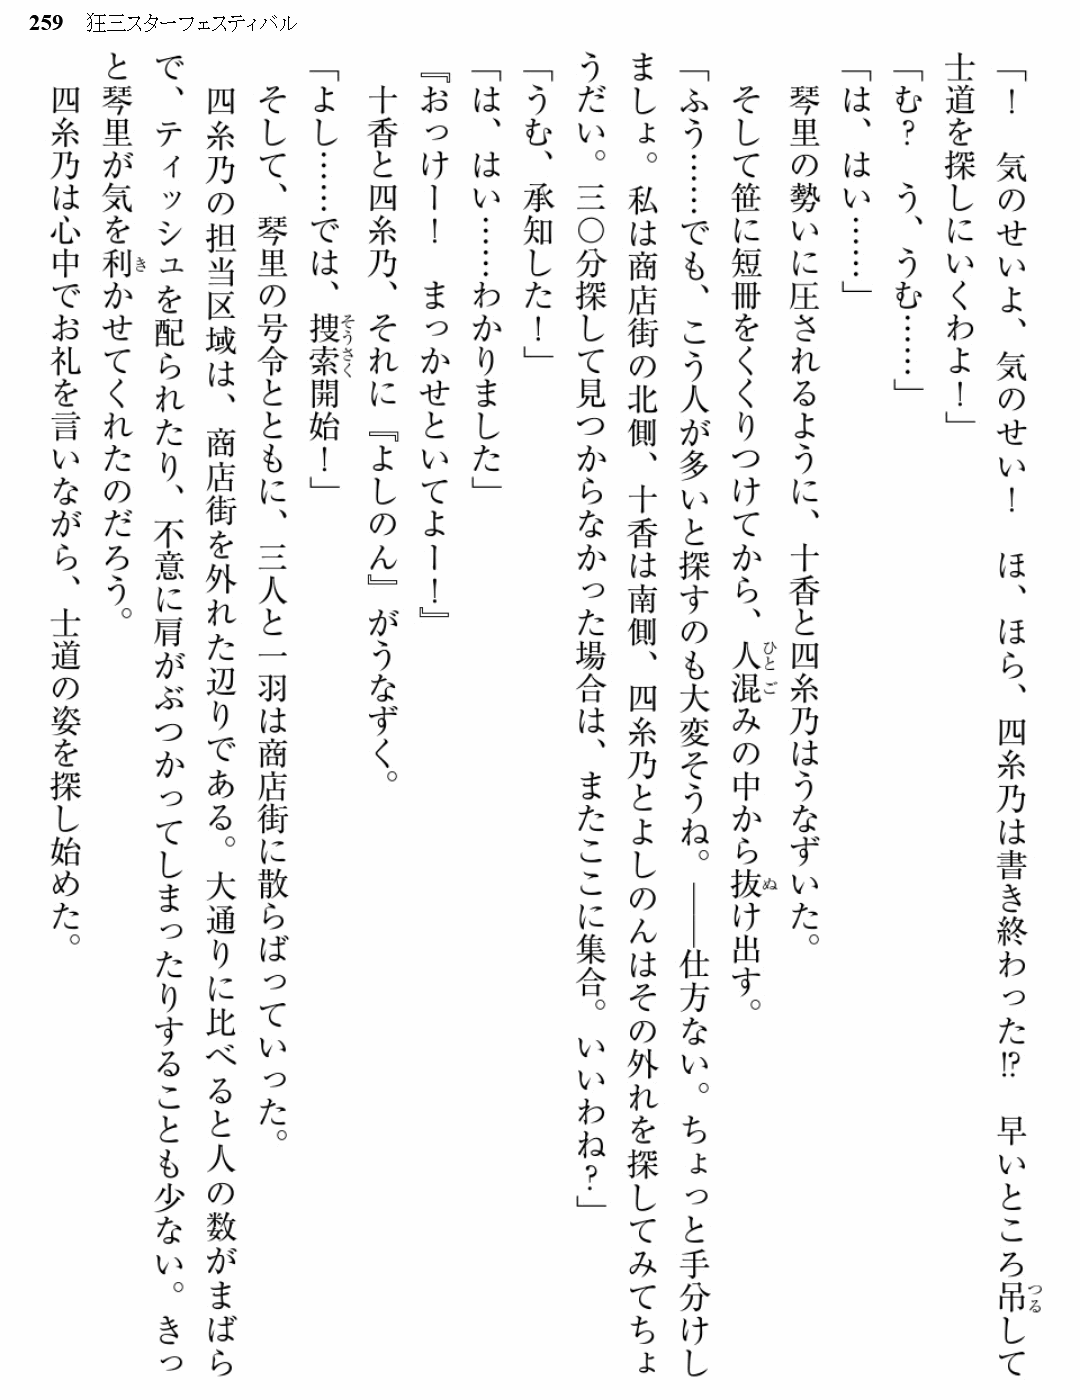 259 狂三スターフェスティバル
「！　気のせいよ、気のせい！　ほ、ほら、四糸乃は書き終わった!?　早いところ吊して
士道を探しにいくわよ！」
「む？　う、うむ……」
「は、はい……」
琴里の勢いに圧されるように、十香と四糸乃はうなずいた。
そして笹に短冊をくくりつけてから、人混みの中から抜け出す。
「ふう……でも、こう人が多いと探すのも大変そうね。――仕方ない。ちょっと手分けし
ましょ。私は商店街の北側、十香は南側、四糸乃とよしのんはその外れを探してみてちょ
うだい。三〇分探して見つからなかった場合は、またここに集合。いいわね？」
「うむ、承知した！」
「は、はい……わかりました」
『おっけー！　まっかせといてよー！』
十香と四糸乃、それに『よしのん』がうなずく。
「よし……では、捜索開始！」
そして、琴里の号令とともに、三人と一羽は商店街に散らばっていった。
四糸乃の担当区域は、商店街を外れた辺りである。大通りに比べると人の数がまばら
で、ティッシュを配られたり、不意に肩がぶつかってしまったりすることも少ない。きっ
と琴里が気を利かせてくれたのだろう。
四糸乃は心中でお礼を言いながら、士道の姿を探し始めた。